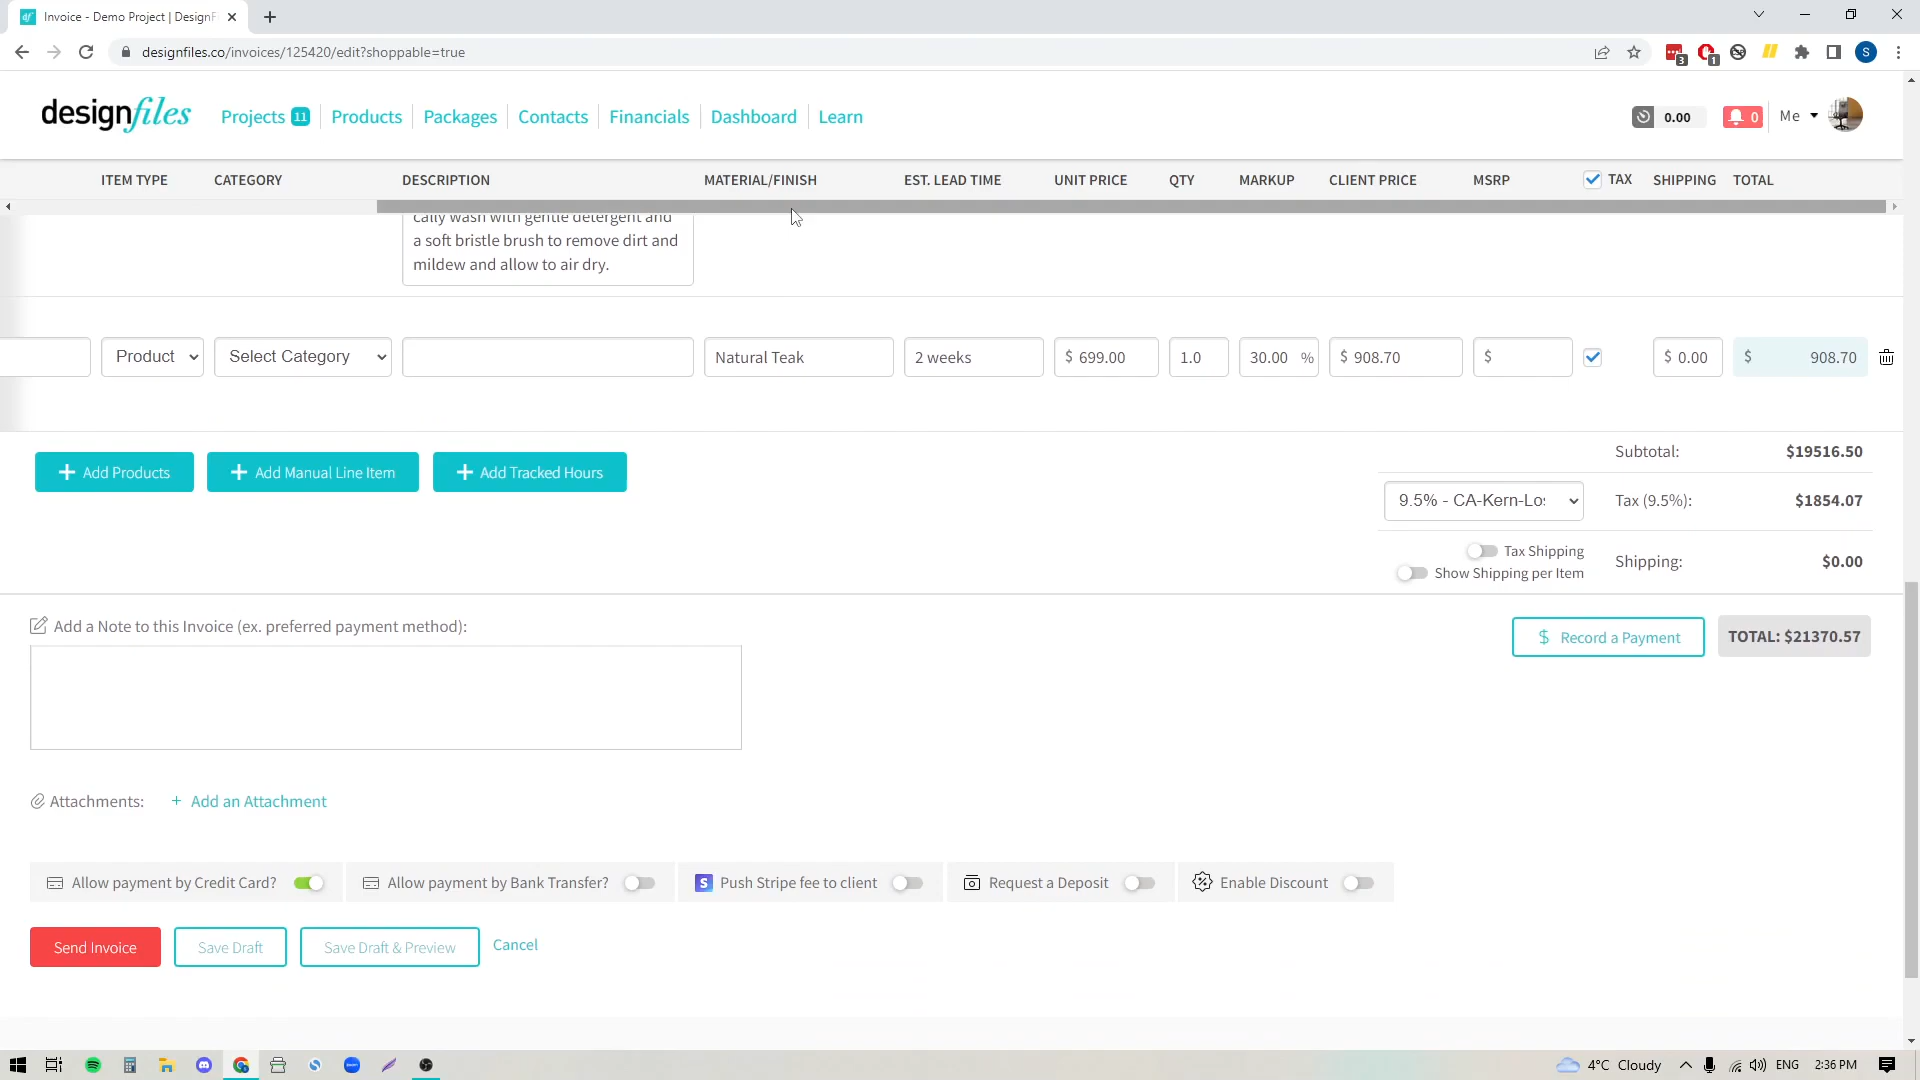 Invoice - Demo Project | DesignF
designfiles.co/invoices/125420/edit?shoppable=true
3
1
S
designfiles
Projects 11
Products
Packages
Contacts
Financials
Dashboard
Learn
0.00
0
Me
ITEM TYPE
CATEGORY
DESCRIPTION
MATERIAL/FINISH
EST. LEAD TIME
UNIT PRICE
QTY
MARKUP
CLIENT PRICE
MSRP
TAX
SHIPPING
TOTAL
cally wash with gentle detergent and
a soft bristle brush to remove dirt and
mildew and allow to air dry.
Product
Select Category
Natural Teak
2 weeks
$ 699.00
1.0
30.00 %
$ 908.70
$
$ 0.00
$ 908.70
+ Add Products
+ Add Manual Line Item
+ Add Tracked Hours
Subtotal: $19516.50
9.5% - CA-Kern-Lo
Tax (9.5%): $1854.07
Tax Shipping
Show Shipping per Item
Shipping: $0.00
Add a Note to this Invoice (ex. preferred payment method):
$ Record a Payment
TOTAL: $21370.57
Attachments:
+ Add an Attachment
Allow payment by Credit Card?
Allow payment by Bank Transfer?
S Push Stripe fee to client
Request a Deposit
Enable Discount
Send Invoice
Save Draft
Save Draft & Preview
Cancel
4°C Cloudy
ENG
2:36 PM